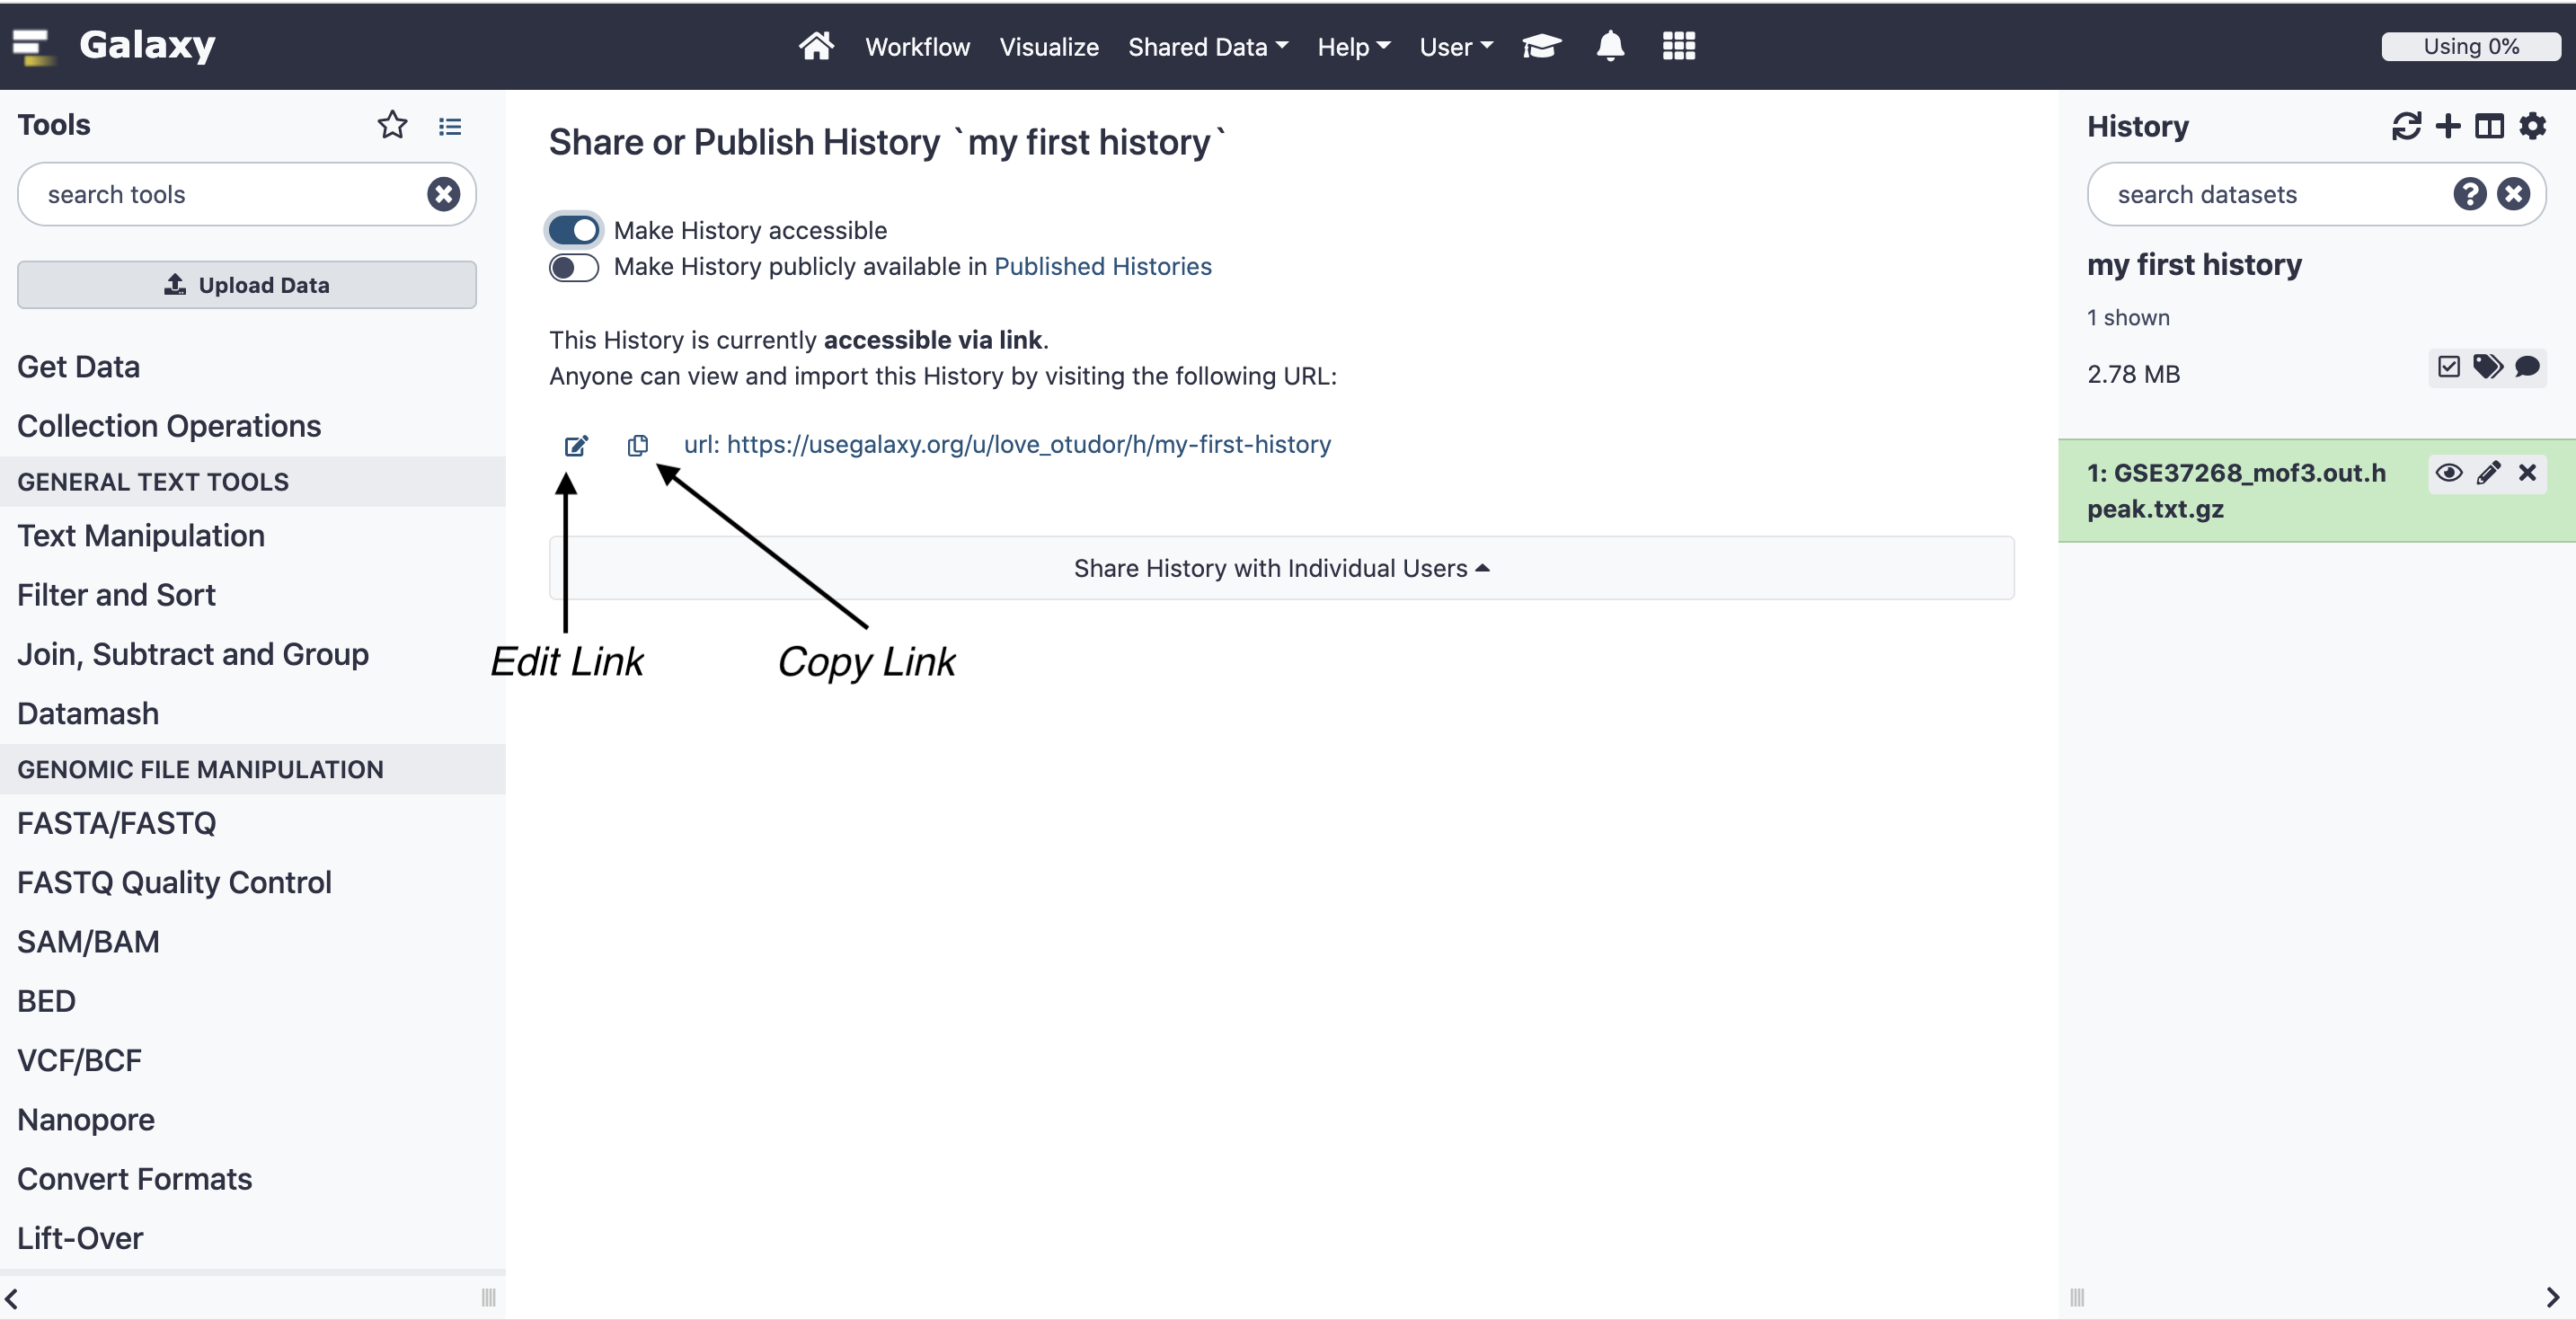 Galaxy
Workflow Visualize Shared Data Help User
Using 0%
Tools
search tools
Upload Data
Get Data
Collection Operations
GENERAL TEXT TOOLS
Text Manipulation
Filter and Sort
Join, Subtract and Group
Datamash
GENOMIC FILE MANIPULATION
FASTA/FASTQ
FASTQ Quality Control
SAM/BAM
BED
VCF/BCF
Nanopore
Convert Formats
Lift-Over
Share or Publish History `my first history`
Make History accessible
Make History publicly available in Published Histories
This History is currently accessible via link.
Anyone can view and import this History by visiting the following URL:
url: https://usegalaxy.org/u/love_otudor/h/my-first-history
Share History with Individual Users
Edit Link
Copy Link
History
search datasets
my first history
1 shown
2.78 MB
1: GSE37268_mof3.out.h
peak.txt.gz